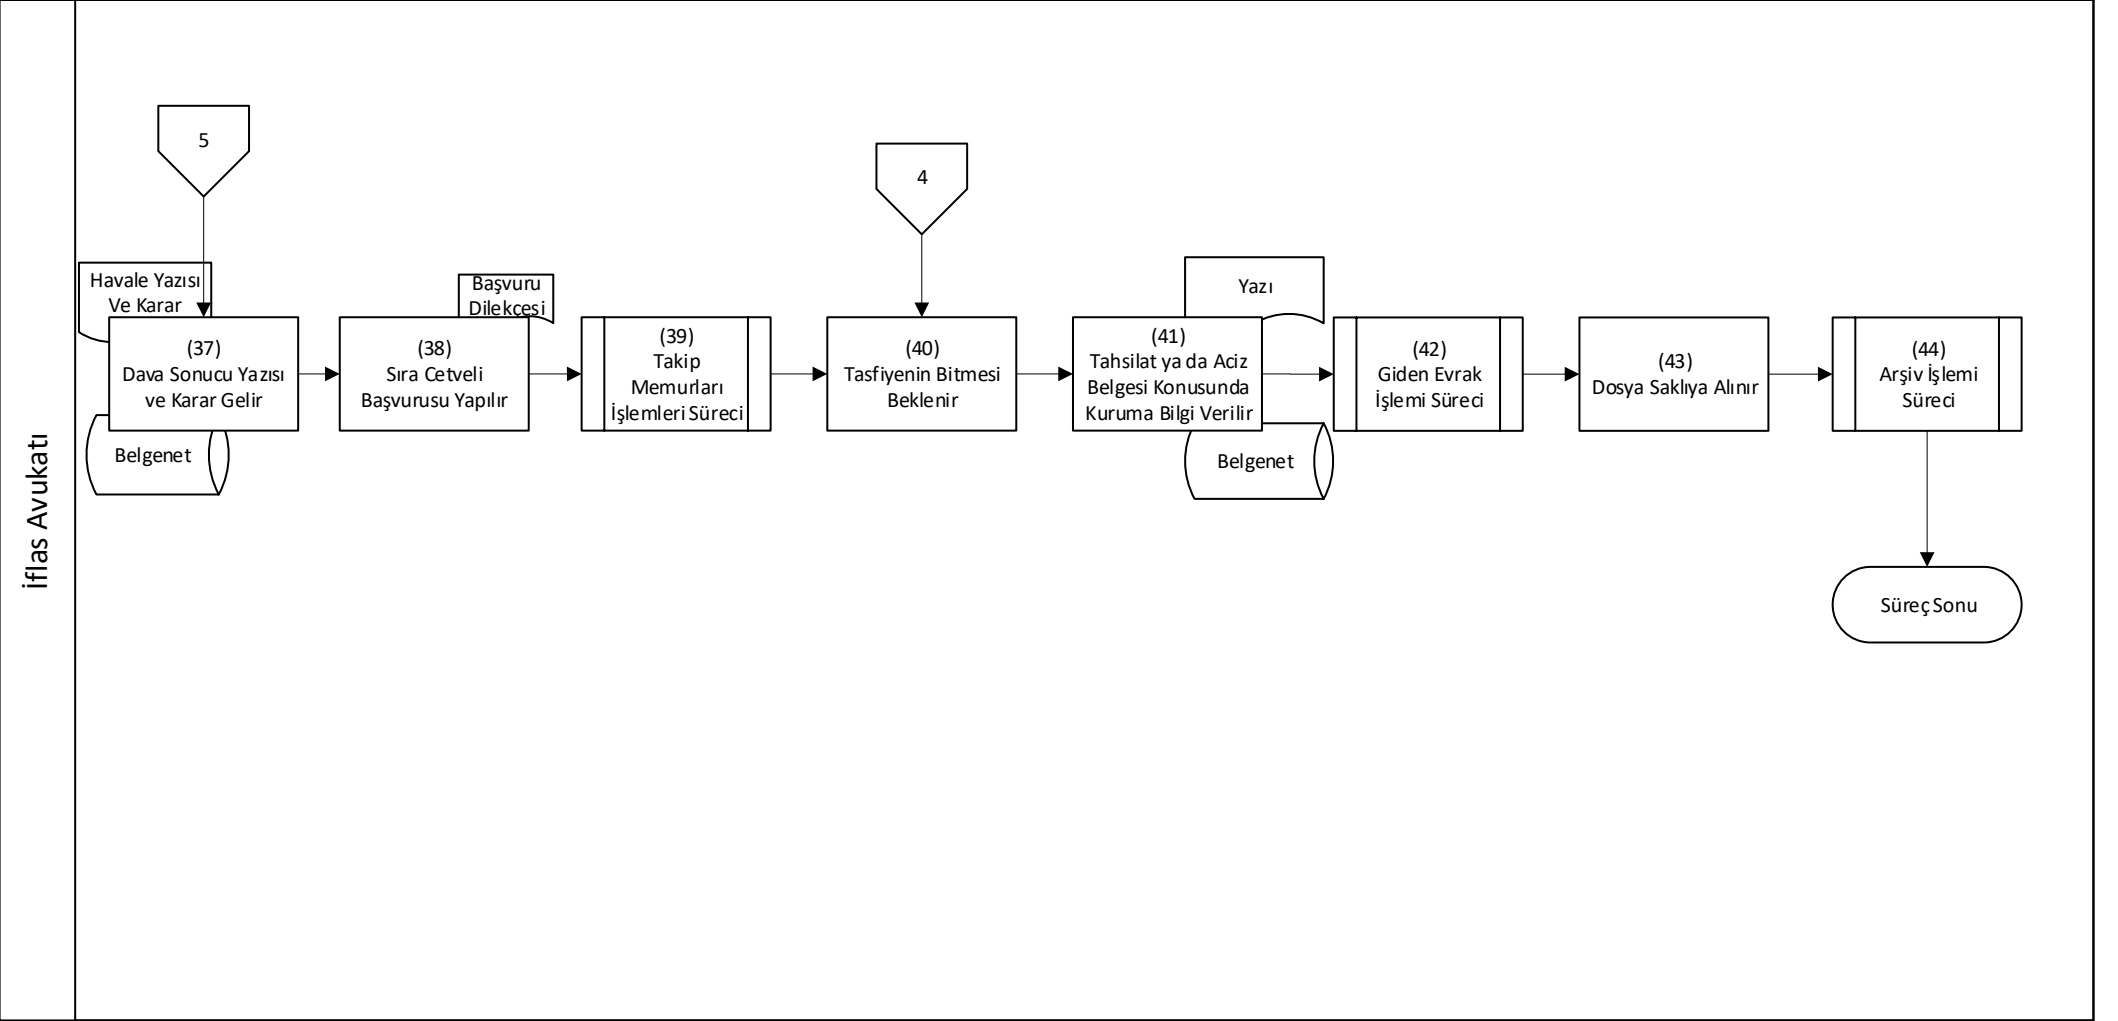 İflas Avukatı
5
4
Havale Yazısı
Ve Karar
(37)
Dava Sonucu Yazısı
ve Karar Gelir
Belgenet
Başvuru
Dilekçesi
(38)
Sıra Cetveli
Başvurusu Yapılır
(39)
Takip
Memurları
İşlemleri Süreci
(40)
Tasfiyenin Bitmesi
Beklenir
Yazı
(41)
Tahsilat ya da Aciz
Belgesi Konusunda
Kuruma Bilgi Verilir
Belgenet
(42)
Giden Evrak
İşlemi Süreci
(43)
Dosya Saklıya Alınır
(44)
Arşiv İşlemi
Süreci
Süreç Sonu